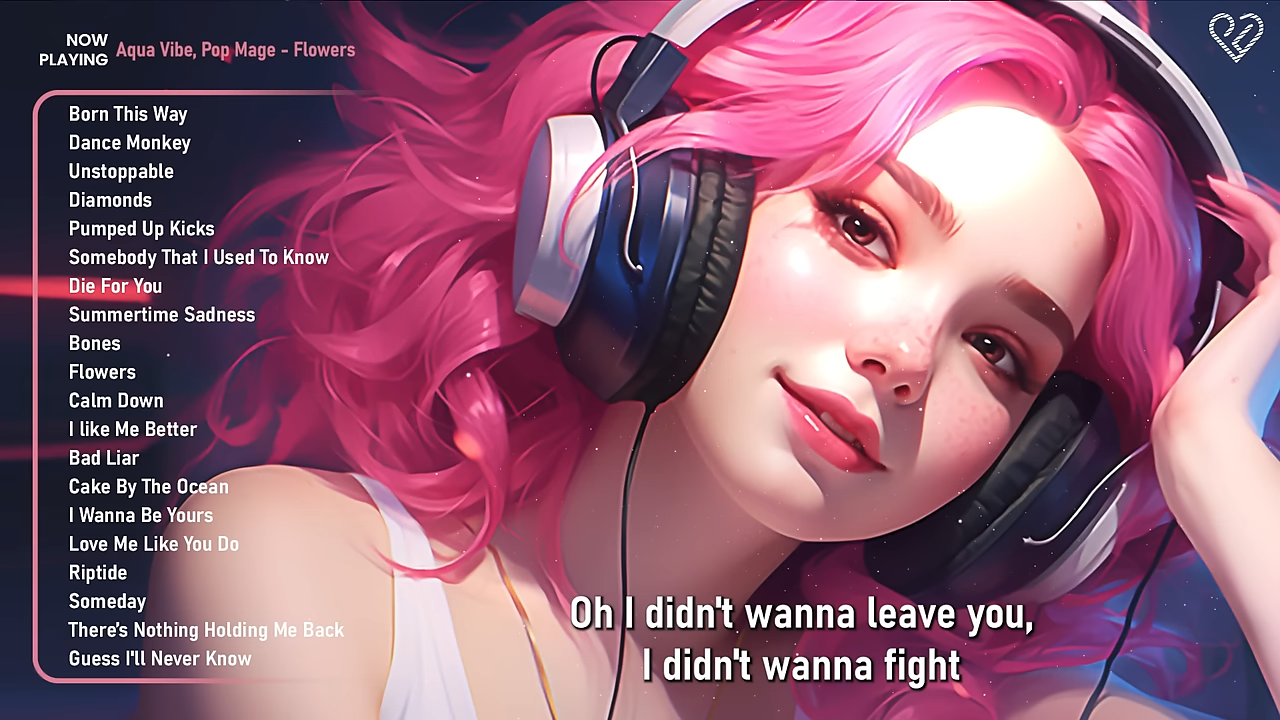 NOW
PLAYING
Aqua Vibe, Pop Mage - Flowers
Born This Way
Dance Monkey
Unstoppable
Diamonds
Pumped Up Kicks
Somebody That I Used To Know
Die For You
Summertime Sadness
Bones
Flowers
Calm Down
I like Me Better
Bad Liar
Cake By The Ocean
I Wanna Be Yours
Love Me Like You Do
Riptide
Someday
There's Nothing Holding Me Back
Guess I'll Never Know
Oh I didn't wanna leave you,
I didn't wanna fight